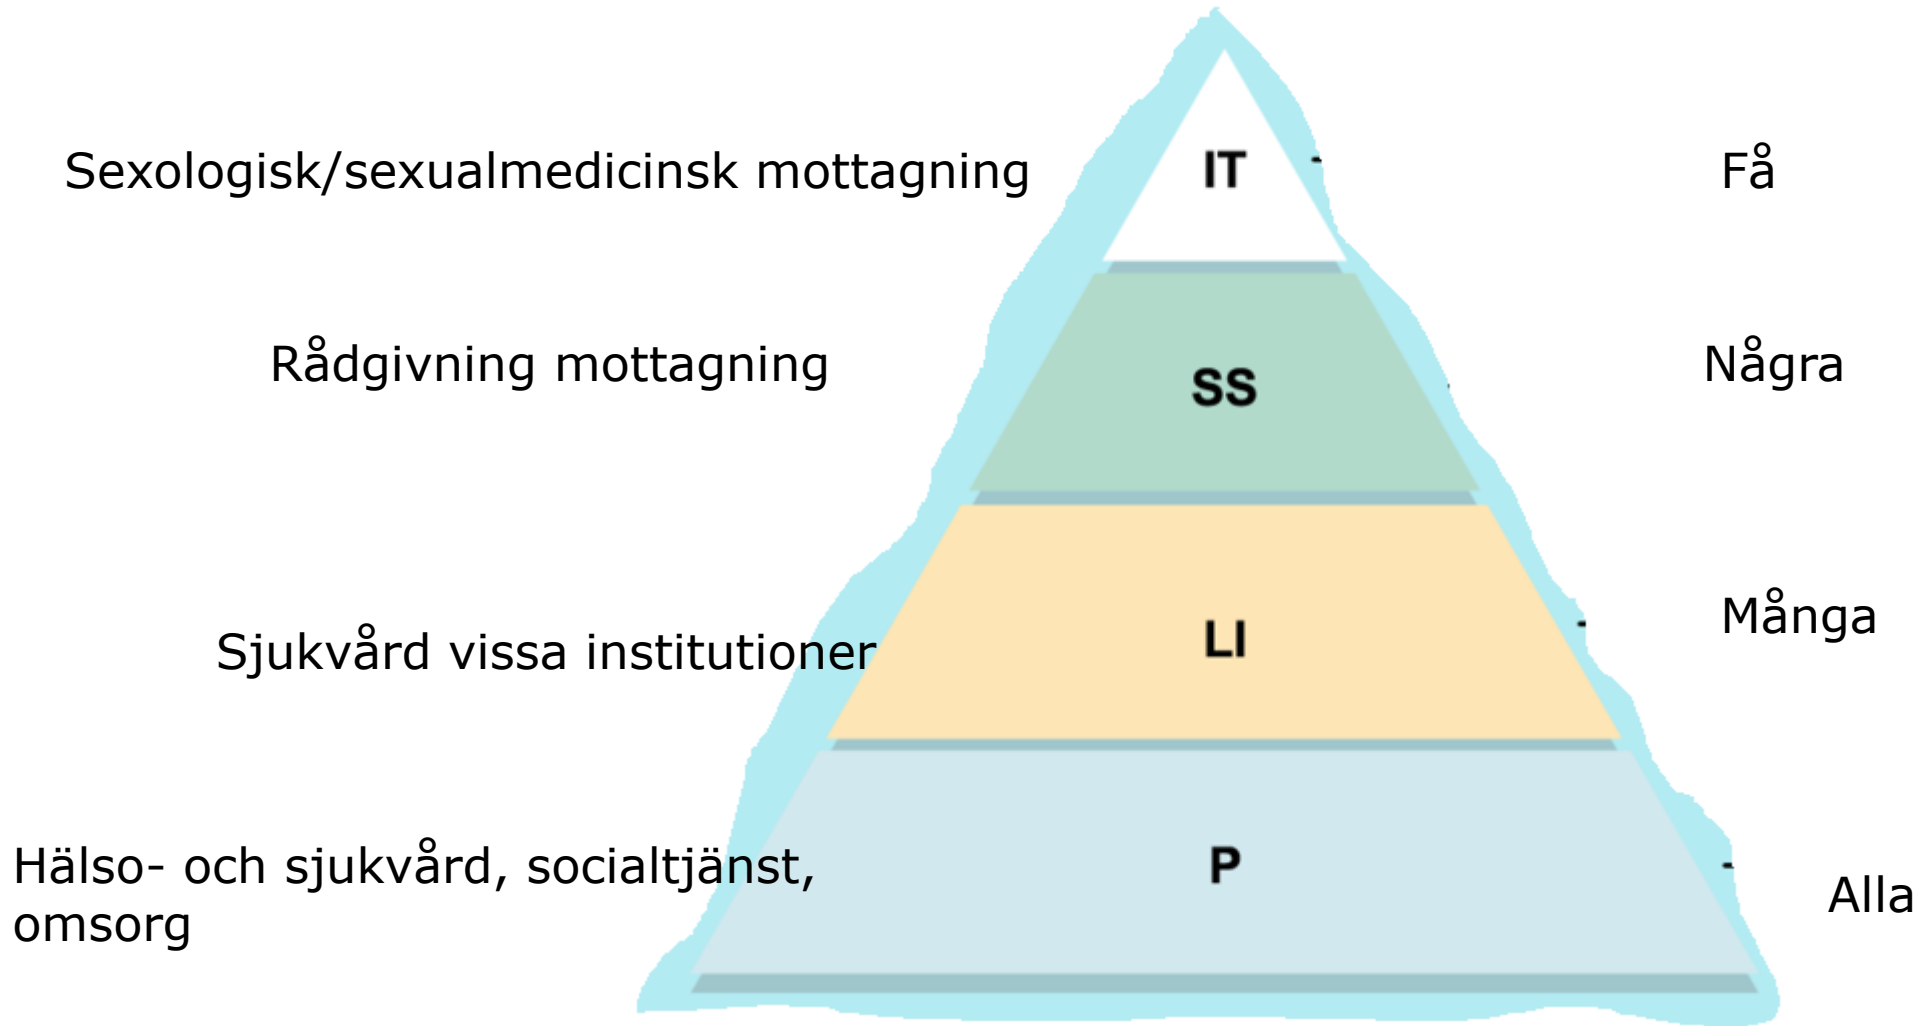 Sexologisk/sexualmedicinsk mottagning
IT
Få
Rådgivning mottagning
SS
Några
Sjukvård vissa institutioner
LI
Många
Hälso- och sjukvård, socialtjänst,
omsorg
P
Alla